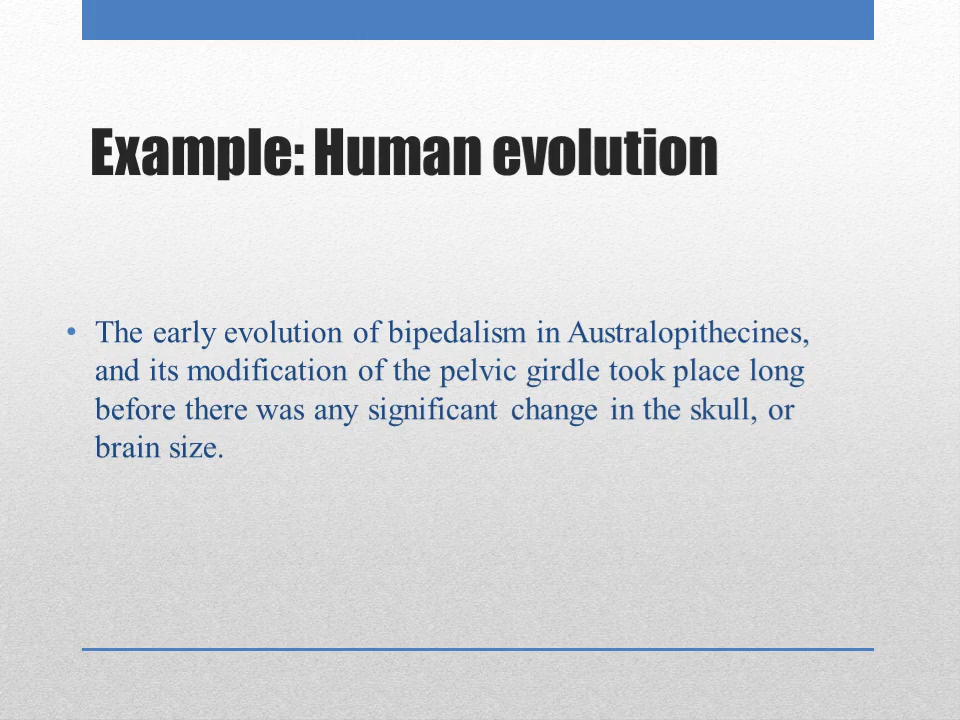 Example: Human evolution
• The early evolution of bipedalism in Australopithecines,
and its modification of the pelvic girdle took place long
before there was any significant change in the skull, or
brain size.